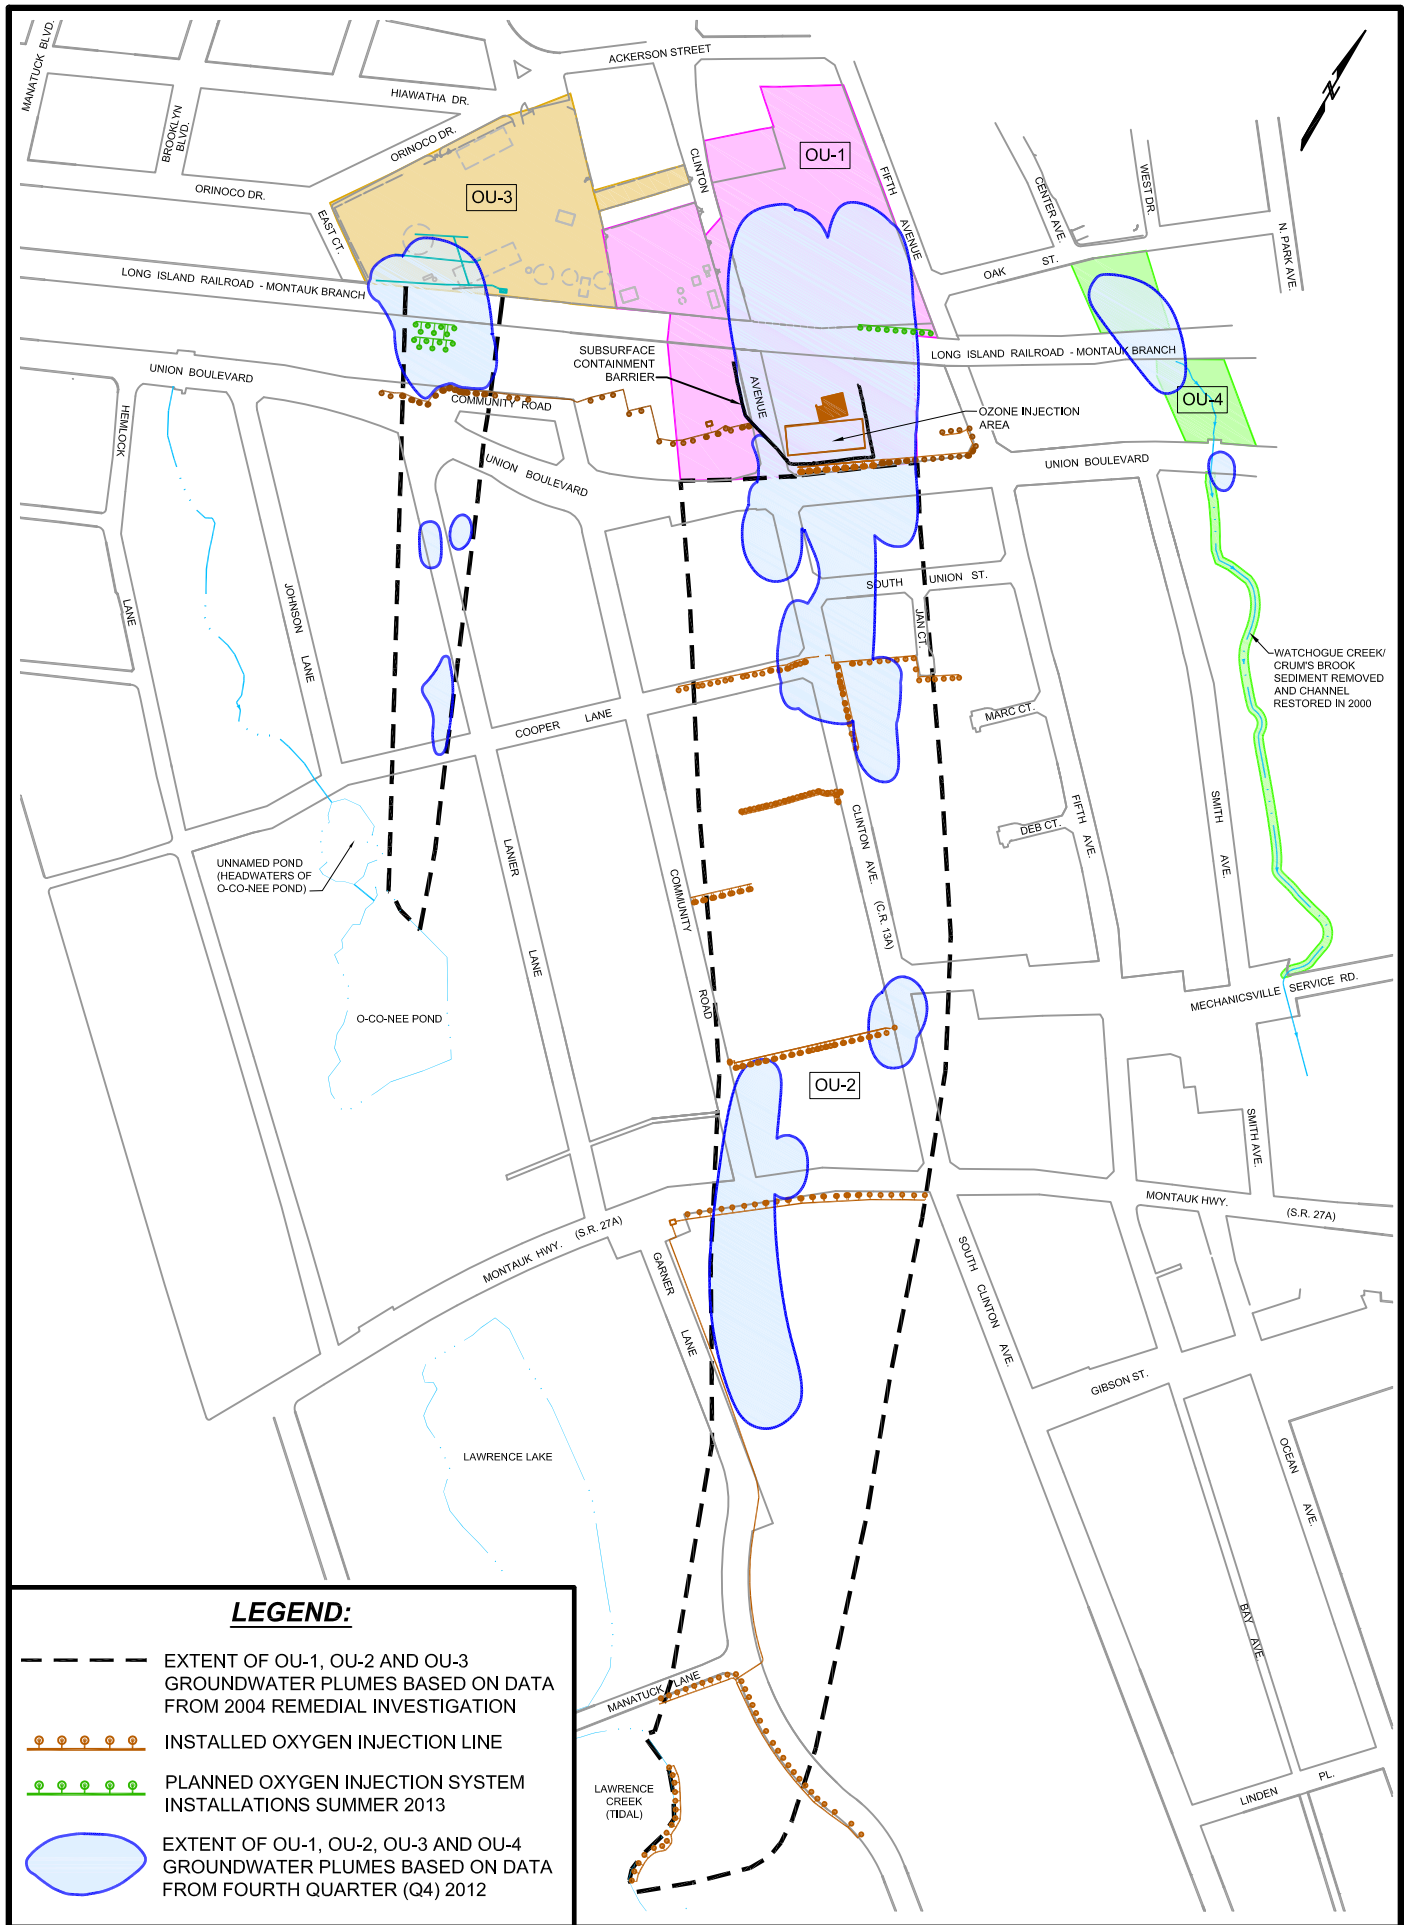 ACKERSON STREET
MANATUCK BLVD.
HIAWATHA DR.
BROOKLYN
BLVD.
ORINOCO DR.
ORINOCO DR.
EAST CT.
OU-3
OU-1
CLINTON
AVENUE
FIFTH
AVENUE
CENTER AVE.
WEST DR.
N. PARK AVE.
OAK ST.
N
LONG ISLAND RAILROAD - MONTAUK BRANCH
LONG ISLAND RAILROAD - MONTAUK BRANCH
SUBSURFACE
CONTAINMENT
BARRIER
OZONE INJECTION
AREA
OU-4
UNION BOULEVARD
COMMUNITY ROAD
UNION BOULEVARD
UNION BOULEVARD
HEMLOCK
LANE
JOHNSON
LANE
SOUTH UNION ST.
JAN CT.
WATCHOGUE CREEK/
CRUM'S BROOK
SEDIMENT REMOVED
AND CHANNEL
RESTORED IN 2000
COOPER LANE
MARC CT.
DEB CT.
FIFTH AVE.
SMITH
AVE.
CLINTON AVE. (C.R. 13A)
UNNAMED POND
(HEADWATERS OF
O-CO-NEE POND)
LANIER
LANE
COMMUNITY
ROAD
O-CO-NEE POND
MECHANICSVILLE SERVICE RD.
OU-2
SMITH AVE.
MONTAUK HWY. (S.R. 27A)
MONTAUK HWY. (S.R. 27A)
GARNER
LANE
SOUTH CLINTON AVE.
GIBSON ST.
LAWRENCE LAKE
OCEAN
AVE.
BAY
AVE.
MANATUCK LANE
LAWRENCE
CREEK
(TIDAL)
LINDEN PL.
LEGEND:
EXTENT OF OU-1, OU-2 AND OU-3
GROUNDWATER PLUMES BASED ON DATA
FROM 2004 REMEDIAL INVESTIGATION
INSTALLED OXYGEN INJECTION LINE
PLANNED OXYGEN INJECTION SYSTEM
INSTALLATIONS SUMMER 2013
EXTENT OF OU-1, OU-2, OU-3 AND OU-4
GROUNDWATER PLUMES BASED ON DATA
FROM FOURTH QUARTER (Q4) 2012